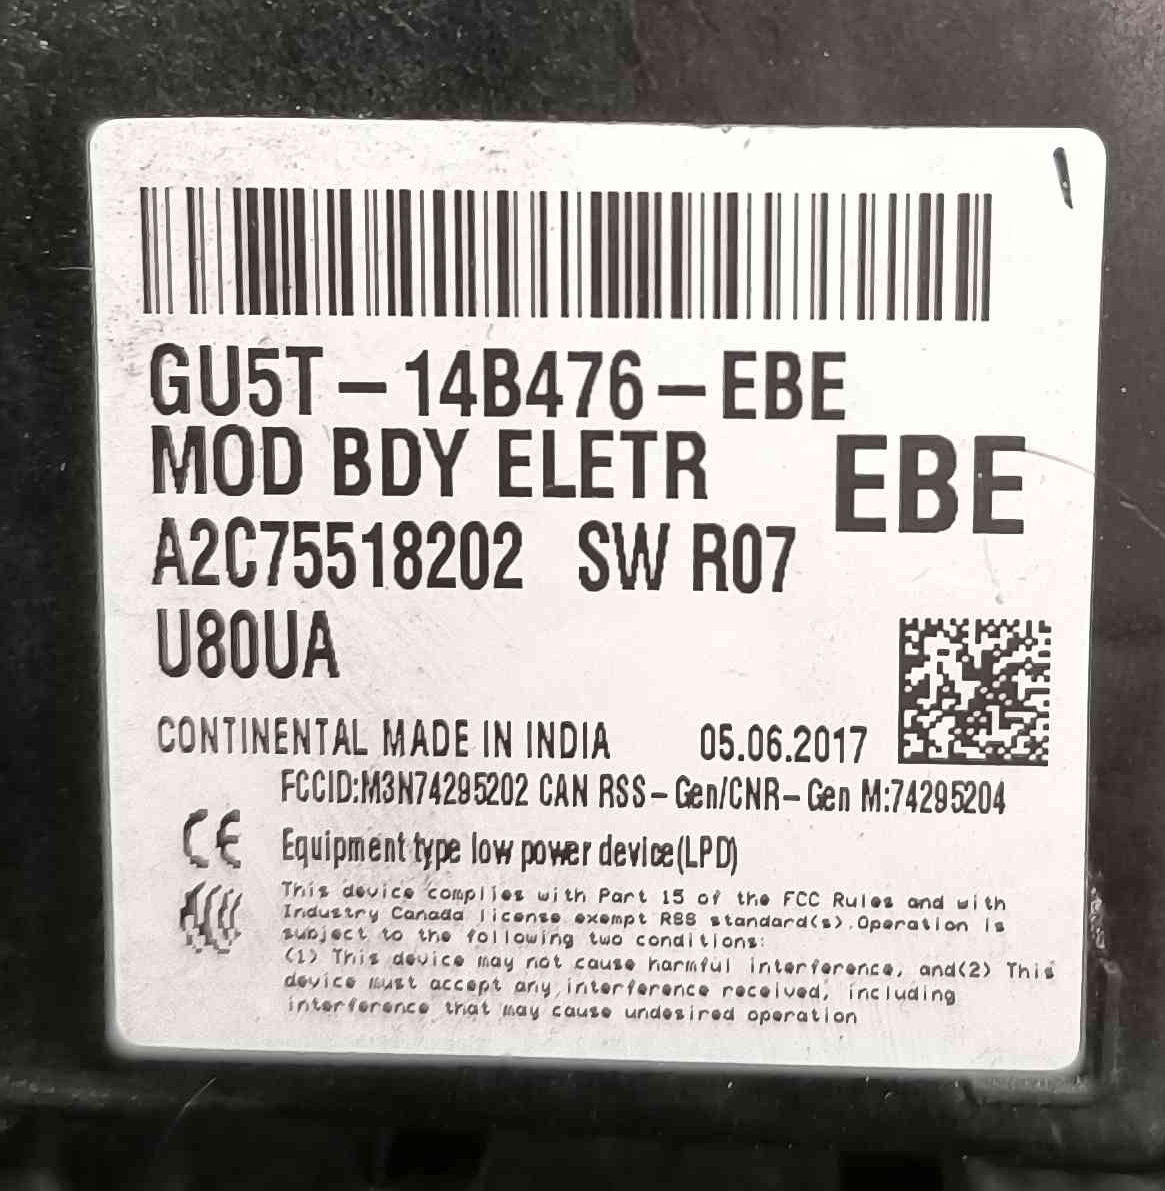 GU5T-14B476-EBE
MOD BDY ELETR
EBE
A2C75518202 SW R07
U80UA
CONTINENTAL MADE IN INDIA 05.06.2017
FCCID:M3N74295202 CAN RSS-Gen/CNR-Gen M:74295204
CE Equipment type low power device(LPD)
This device complies with Part 15 of the FCC Rules and with
Industry Canada license exempt RSS standard(s).Operation is
subject to the following two conditions:
(1) This device may not cause harmful interference, and(2) This
device must accept any interference received, including
interference that may cause undesired operation